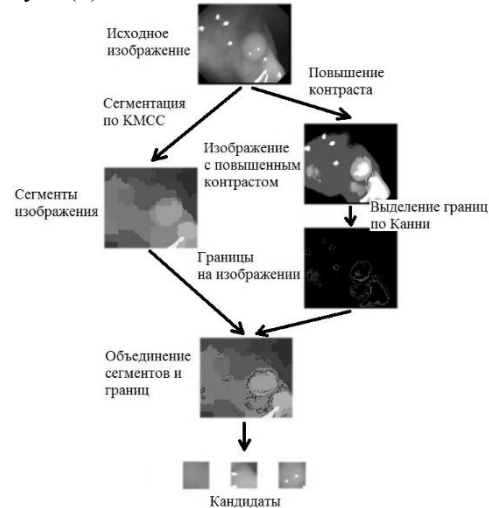 Исходное
изображение
Повышение
контраста
Сегментация
по КМСС
Изображение
с повышенным
контрастом
Сегменты
изображения
Выделение границ
по Канни
Границы
на изображении
Объединение
сегментов и
границ
Кандидаты